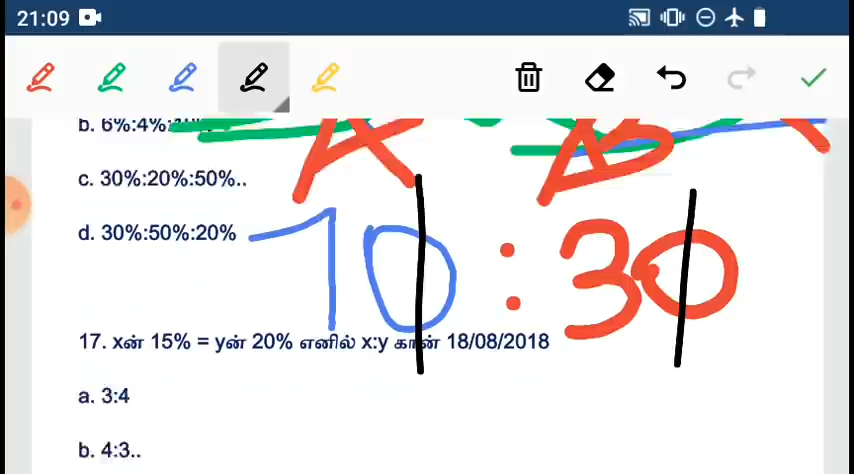 21:09
b. 6%:4%
A B
c. 30%:20%:50%..
d. 30%:50%:20%
10 : 30
17. xன் 15% = yன் 20% எனில் x:y காண் 18/08/2018
a. 3:4
b. 4:3..